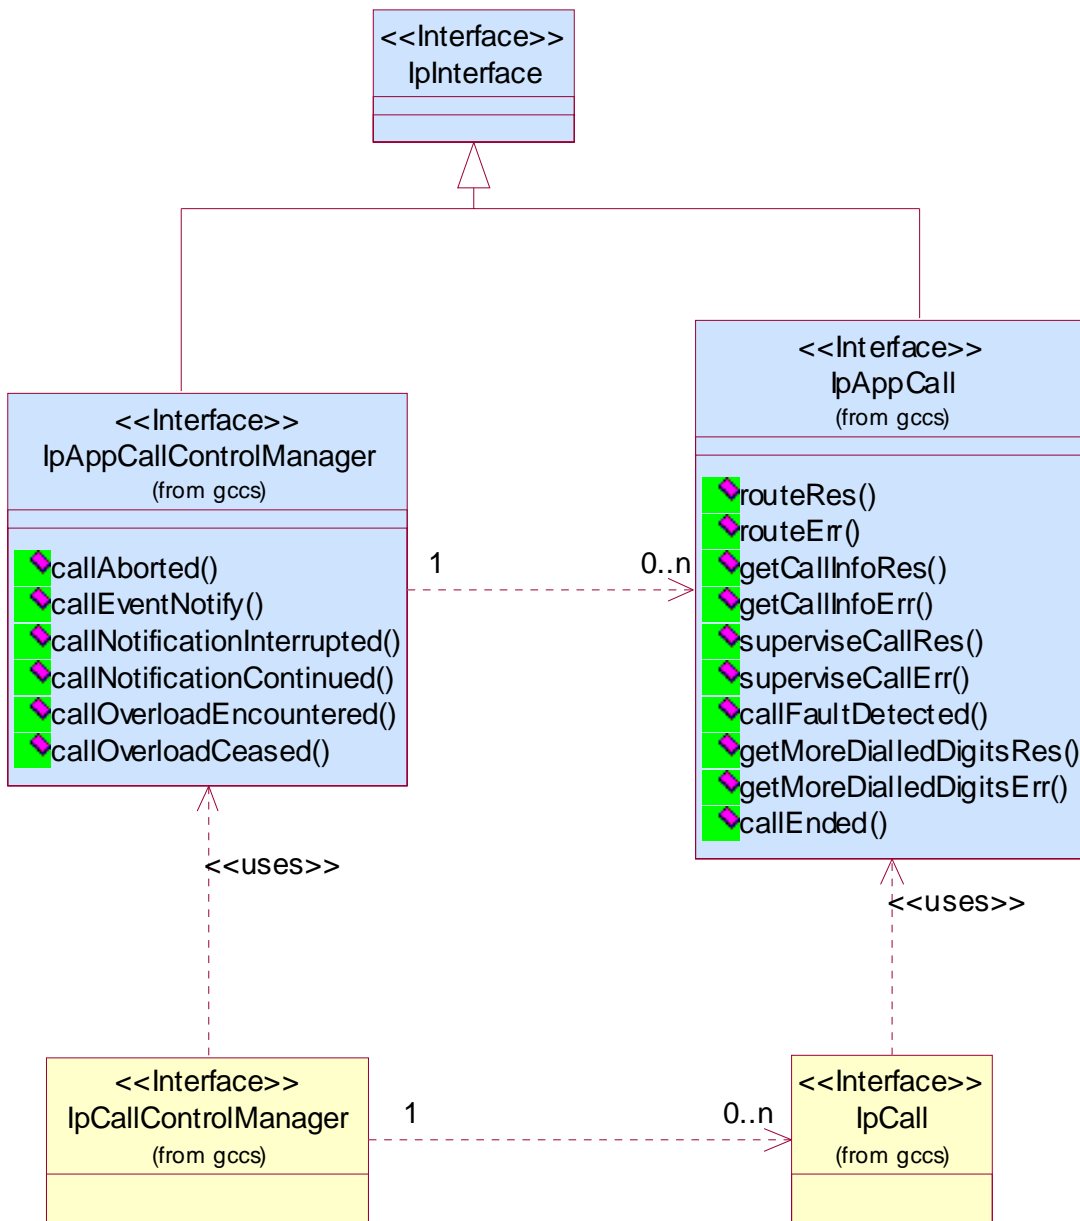 <<Interface>>
IpInterface
<<Interface>>
IpAppCall
(from gccs)
routeRes()
routeErr()
getCallInfoRes()
getCallInfoErr()
superviseCallRes()
superviseCallErr()
callFaultDetected()
getMoreDialledDigitsRes()
getMoreDialledDigitsErr()
callEnded()
<<Interface>>
IpAppCallControlManager
(from gccs)
callAborted()
callEventNotify()
callNotificationInterrupted()
callNotificationContinued()
callOverloadEncountered()
callOverloadCeased()
1
0..n
<<uses>>
<<uses>>
<<Interface>>
IpCallControlManager
(from gccs)
1
0..n
<<Interface>>
IpCall
(from gccs)